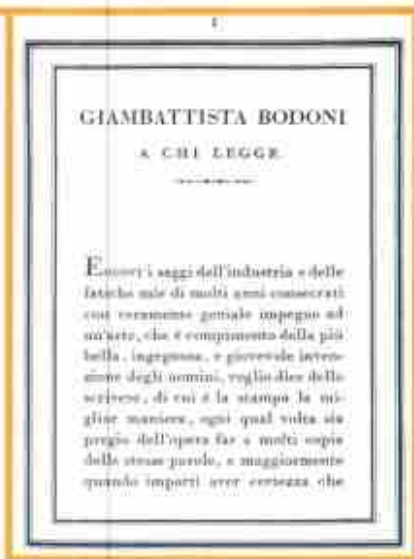 I
GIAMBATTISTA BODONI
A CHI LEGGE.
Eccovi i saggi dell'industria e delle
fatiche mie di molti anni consecrati
con veramente geniale impegno ad
un'arte, che è compimento della più
bella, ingegnosa, e giovevole inven-
zione degli uomini, voglio dire dello
scrivere, di cui è la stampa la mi-
glior maniera, ogni qual volta sia
pregio dell'opera far a molti copia
delle stesse parole, e maggiormente
quando importi aver certezza che